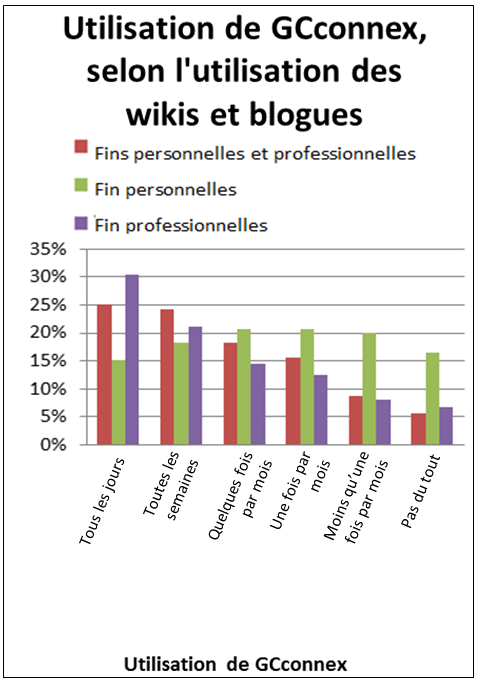 Utilisation de GCconnex,
selon l'utilisation des
wikis et blogues
Fins personnelles et professionnelles
Fin personnelles
Fin professionnelles
35%
30%
25%
20%
15%
10%
5%
0%
Tous les jours
Toutes les
semaines
Quelques fois
par mois
Une fois par
mois
Moins qu'une
fois par mois
Pas du tout
Utilisation de GCconnex